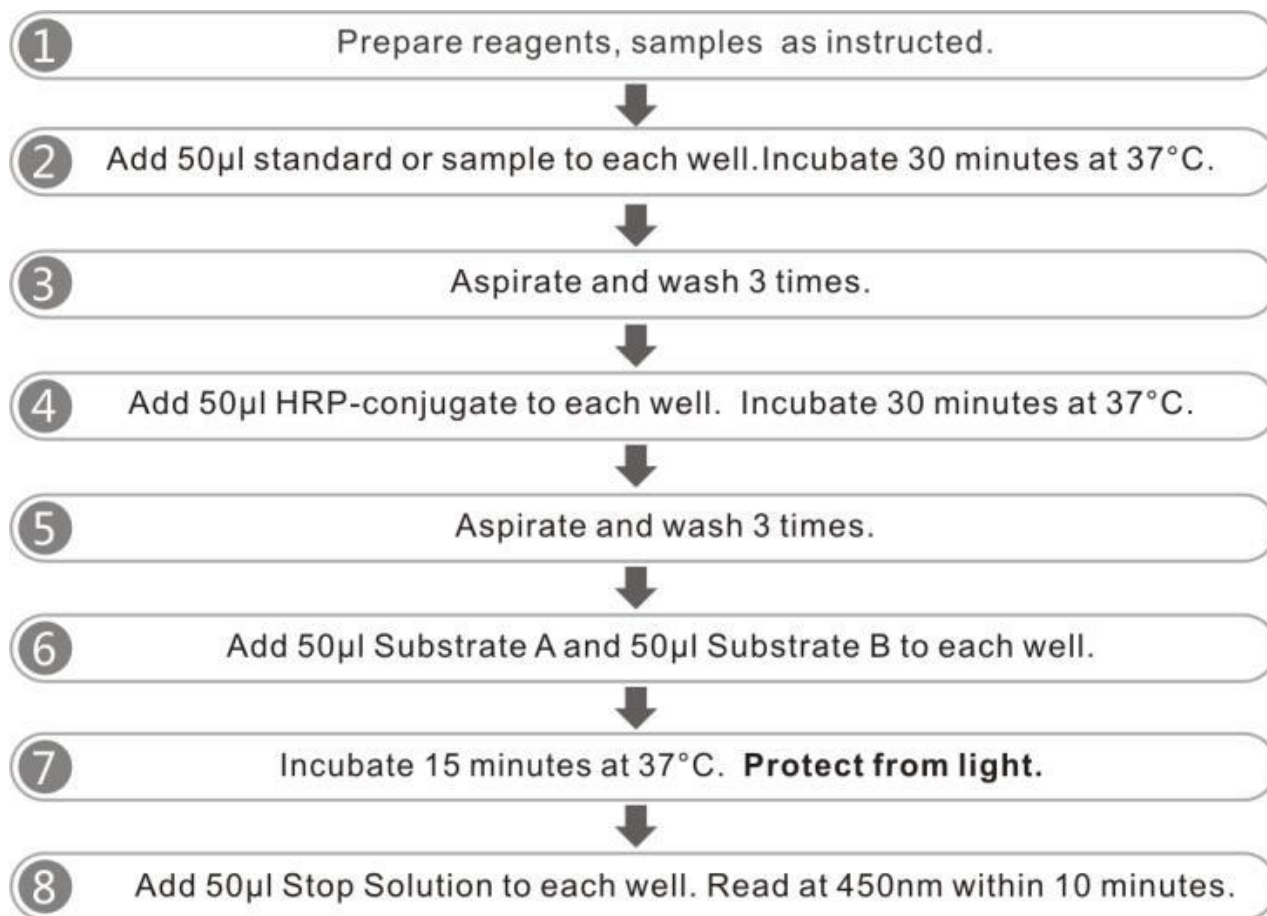 1 Prepare reagents, samples as instructed.
2 Add 50µl standard or sample to each well.Incubate 30 minutes at 37°C.
3 Aspirate and wash 3 times.
4 Add 50µl HRP-conjugate to each well. Incubate 30 minutes at 37°C.
5 Aspirate and wash 3 times.
6 Add 50µl Substrate A and 50µl Substrate B to each well.
7 Incubate 15 minutes at 37°C. Protect from light.
8 Add 50µl Stop Solution to each well. Read at 450nm within 10 minutes.